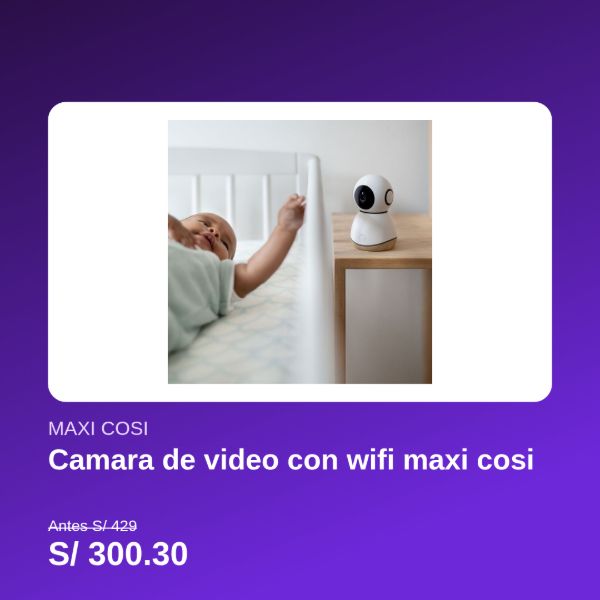 MAXI COSI
Camara de video con wifi maxi cosi
Antes S/ 429
S/ 300.30